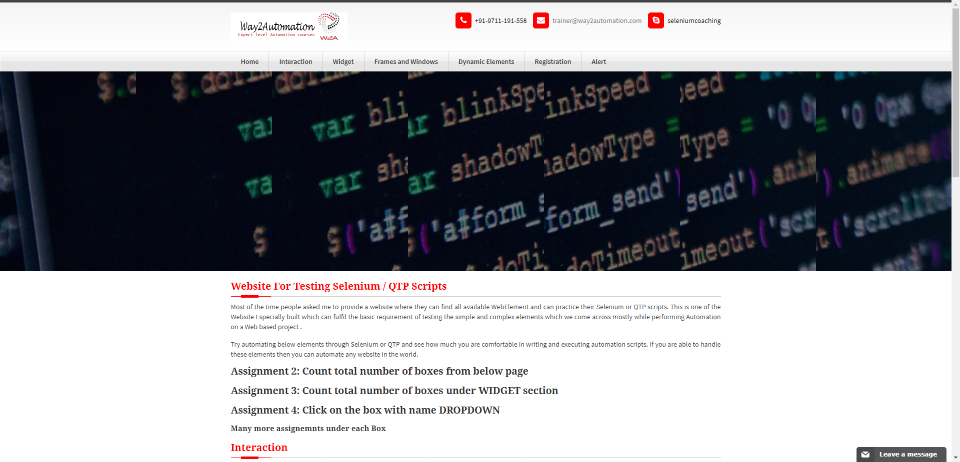 Way2Automation
Expert level Automation courses
W2A
+91-9711-191-558
trainer@way2automation.com
seleniumcoaching
Home
Interaction
Widget
Frames and Windows
Dynamic Elements
Registration
Alert
Website For Testing Selenium / QTP Scripts
Most of the time people asked me to provide a website where they can find all available WebElement and can practice their Selenium or QTP scripts. This is one of the
Website I specially built which can fulfil the basic requirement of testing the simple and complex elements which we come across mostly while performing Automation
on a Web based project .
Try automating below elements through Selenium or QTP and see how much you are comfortable in writing and executing automation scripts. If you are able to handle
these elements then you can automate any website in the world.
Assignment 2: Count total number of boxes from below page
Assignment 3: Count total number of boxes under WIDGET section
Assignment 4: Click on the box with name DROPDOWN
Many more assignemnts under each Box
Interaction
Leave a message